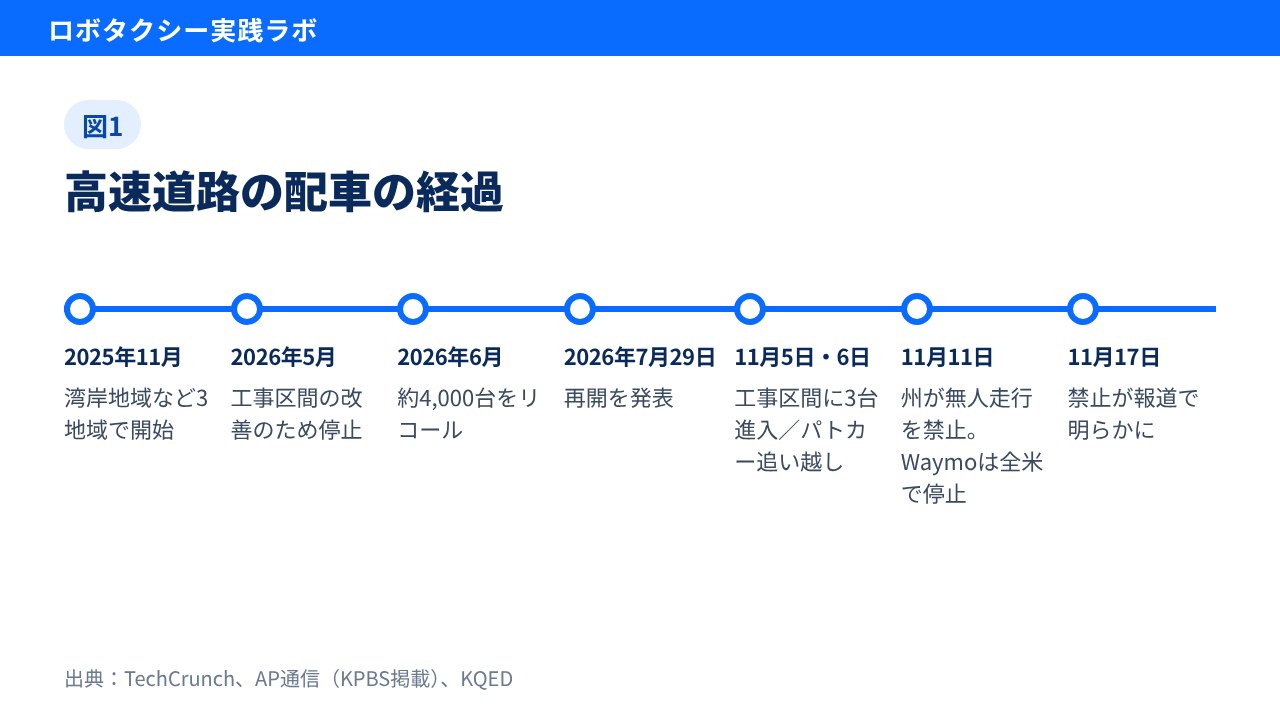 ロボタクシー実践ラボ
図1
高速道路の配車の経過
2025年11月
湾岸地域など3
地域で開始
2026年5月
工事区間の改
善のため停止
2026年6月
約4,000台をリ
コール
2026年7月29日
再開を発表
11月5日・6日
工事区間に3台
進入／パトカ
ー追い越し
11月11日
州が無人走行
を禁止。
Waymoは全米
で停止
11月17日
禁止が報道で
明らかに
出典：TechCrunch、AP通信（KPBS掲載）、KQED